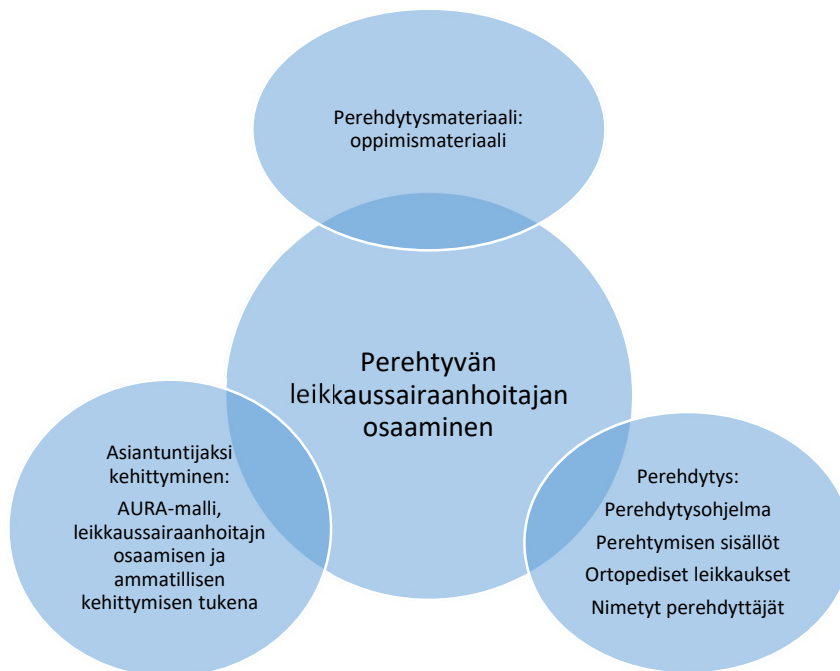 Perehdytysmateriaali:
oppimismateriaali
Perehtyvän
leikkaussairaanhoitajan
osaaminen
Asiantuntijaksi
kehittyminen:
AURA-malli,
leikkaussairaanhoitajn
osaamisen ja
ammatillisen
kehittymisen tukena
Perehdytys:
Perehdytysohjelma
Perehtymisen sisällöt
Ortopediset leikkaukset
Nimetyt perehdyttäjät